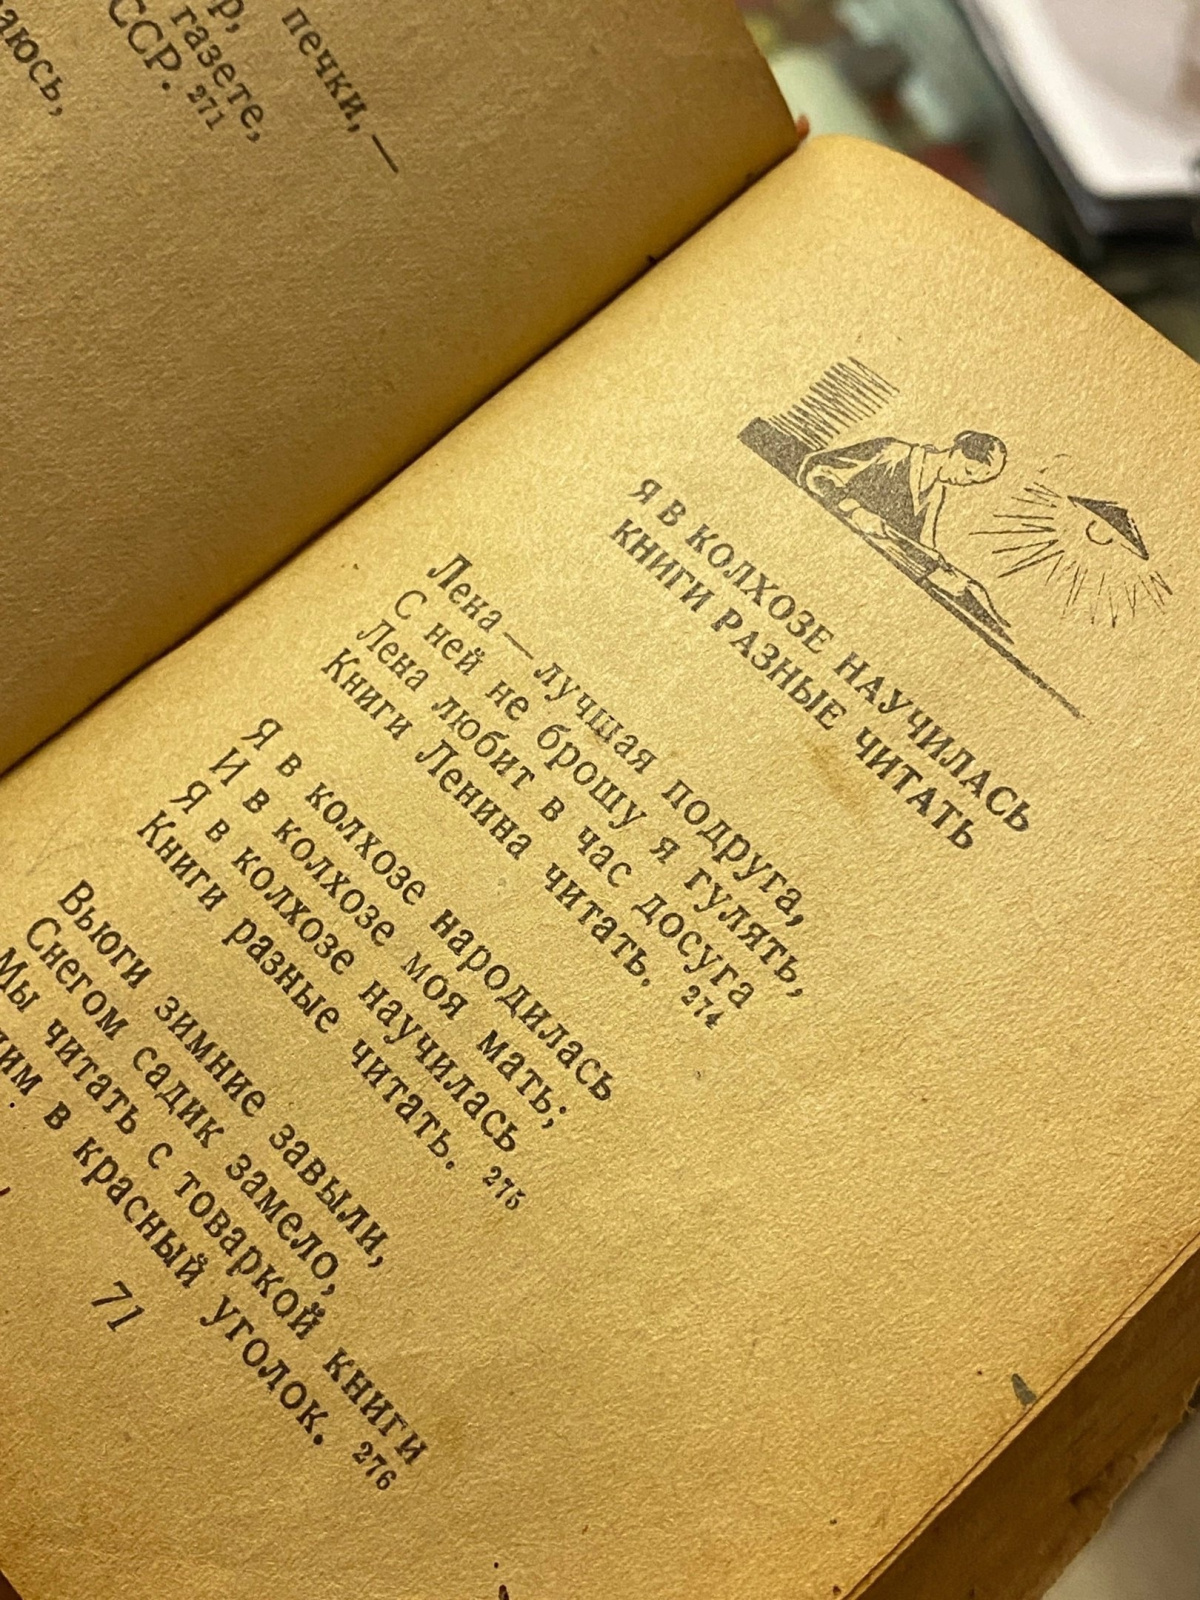 печки, —
газете,
ССР. 271
Я В КОЛХОЗЕ НАУЧИЛАСЬ
КНИГИ РАЗНЫЕ ЧИТАТЬ
Лена — лучшая подруга,
С ней не брошу я гулять,
Лена любит в час досуга
Книги Ленина читать. 274
Я в колхозе народилась
И в колхозе моя мать;
Я в колхозе научилась
Книги разные читать. 275
Вьюги зимние завыли,
Снегом садик замело,
Мы читать с товаркой книги
в красный уголок. 276
71